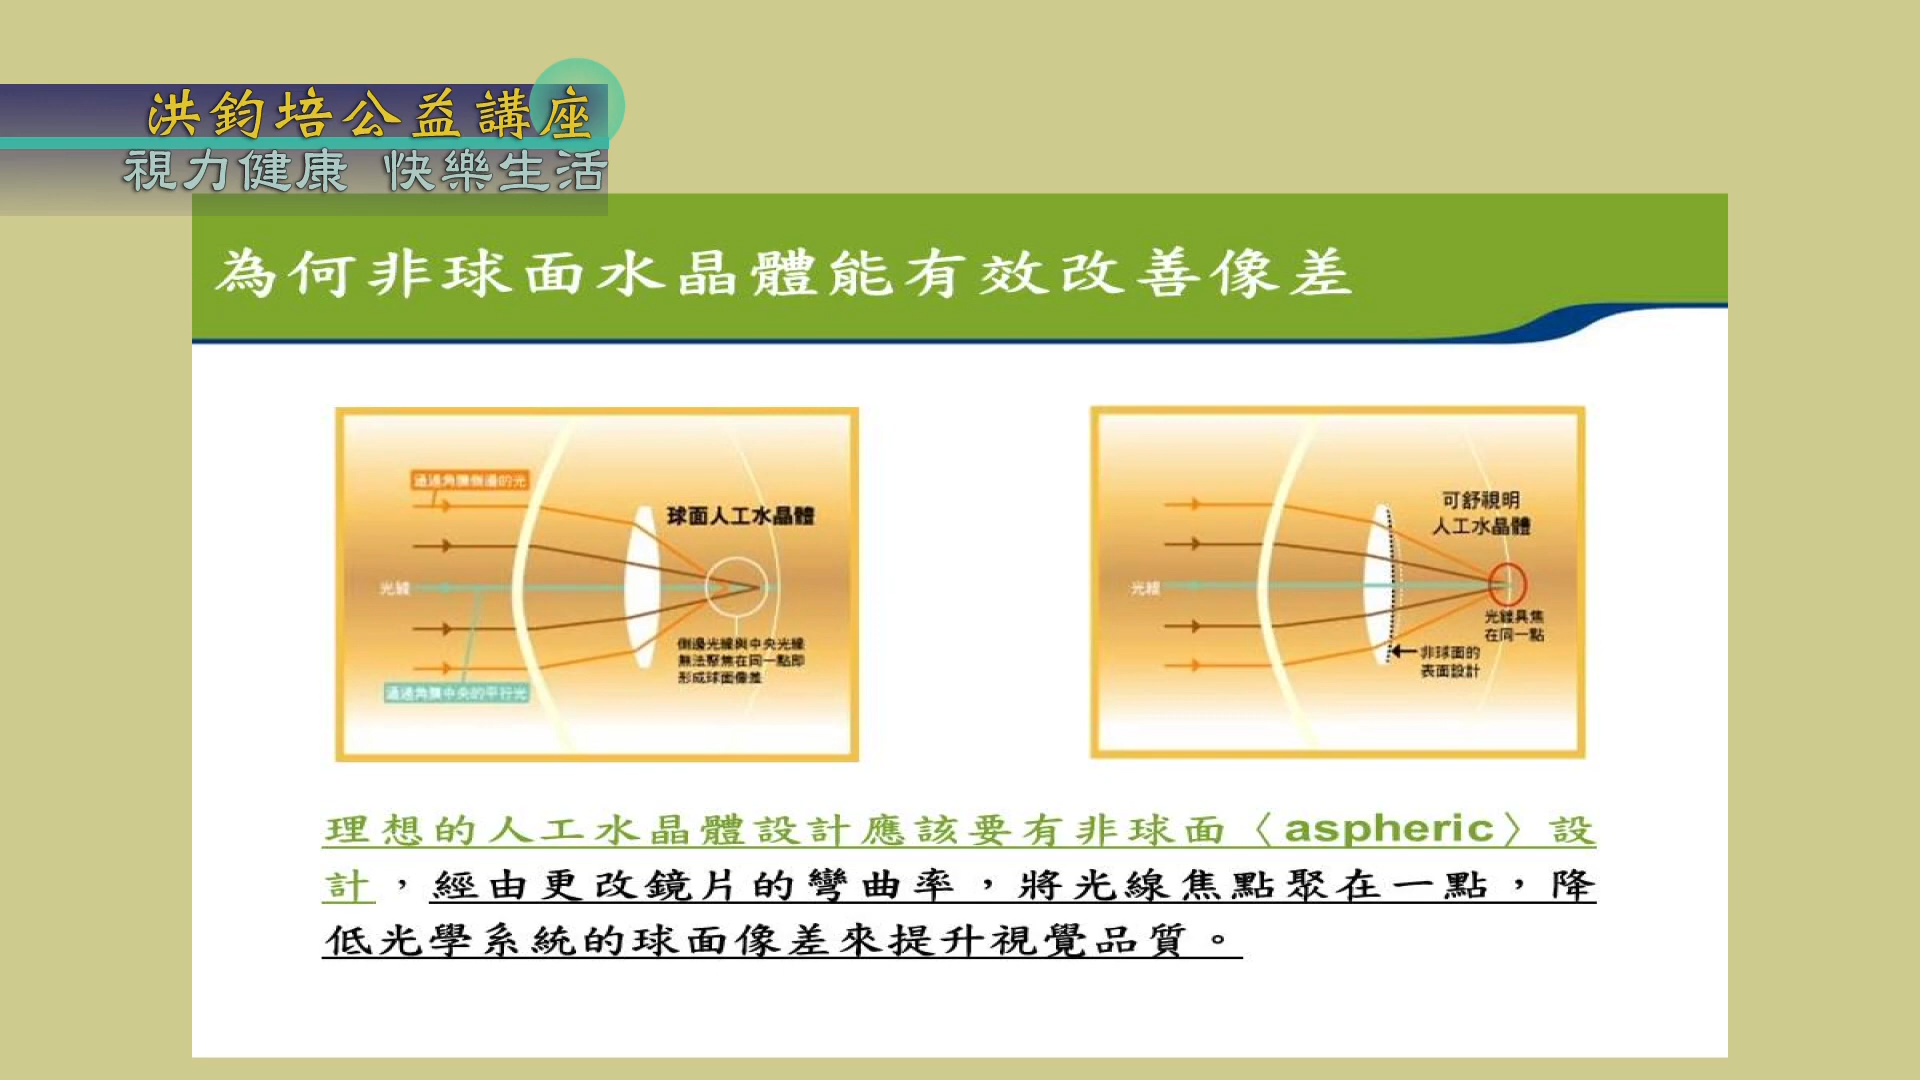 洪鈞培公益講座
視力健康 快樂生活
為何非球面水晶體能有效改善像差
通過角膜側邊的光
球面人工水晶體
光線
側邊光線與中央光線
無法聚焦在同一點即
形成球面像差
通過角膜中央的平行光
可舒視明
人工水晶體
光線
光線具焦
在同一點
非球面的
表面設計
理想的人工水晶體設計應該要有非球面〈aspheric〉設
計，經由更改鏡片的彎曲率，將光線焦點聚在一點，降
低光學系統的球面像差來提升視覺品質。